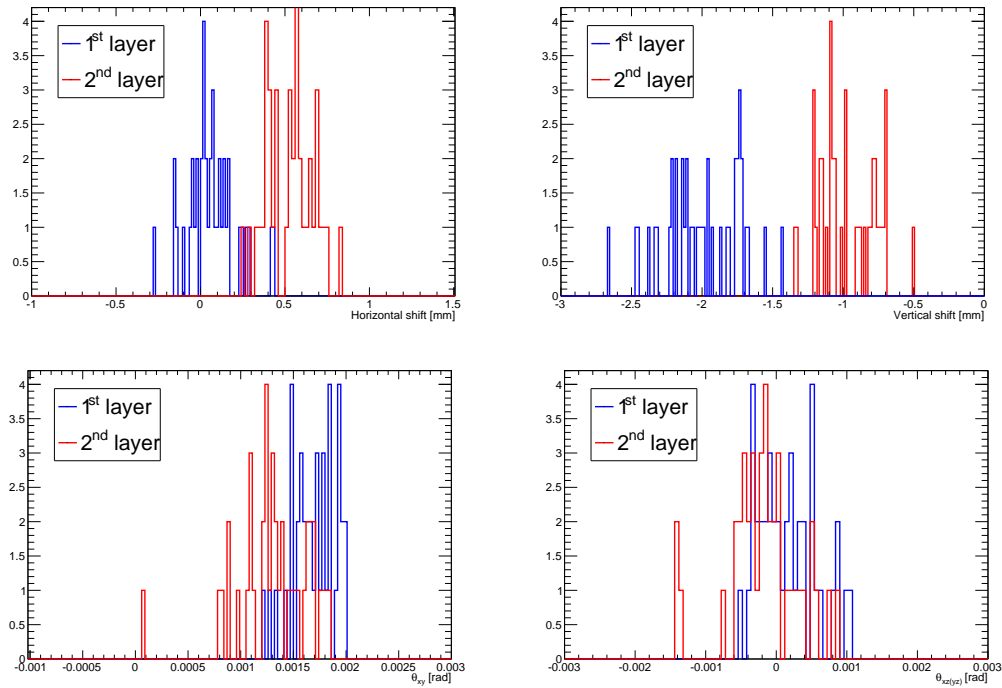 4
3.5
3
2.5
2
1.5
1
0.5
0
1st layer
2nd layer
-1 -0.5 0 0.5 1 1.5
Horizontal shift [mm]
4
3.5
3
2.5
2
1.5
1
0.5
0
1st layer
2nd layer
-3 -2.5 -2 -1.5 -1 -0.5 0
Vertical shift [mm]
4
3.5
3
2.5
2
1.5
1
0.5
0
1st layer
2nd layer
-0.001 -0.0005 0 0.0005 0.001 0.0015 0.002 0.0025 0.003
θxy [rad]
4
3.5
3
2.5
2
1.5
1
0.5
0
1st layer
2nd layer
-0.003 -0.002 -0.001 0 0.001 0.002 0.003
θxz(yz) [rad]